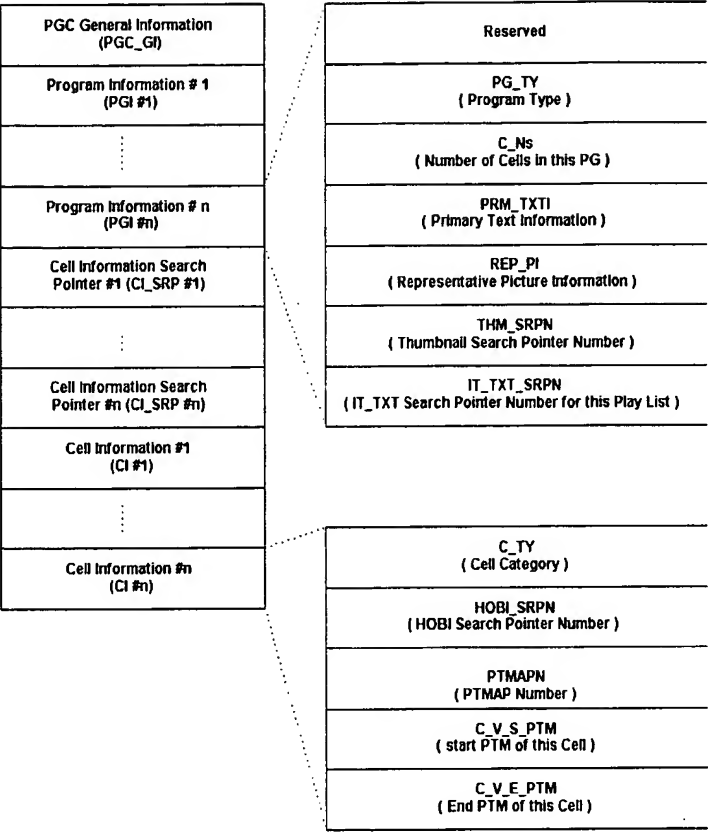 PGC General Information
(PGC_GI)
Program Information # 1
(PGI #1)
Program Information # n
(PGI #n)
Cell Information Search
Pointer #1 (CI_SRP #1)
Cell Information Search
Pointer #n (CI_SRP #n)
Cell Information #1
(CI #1)
Cell Information #n
(CI #n)
Reserved
PG_TY
( Program Type )
C_Ns
( Number of Cells in this PG )
PRM_TXTI
( Primary Text Information )
REP_PI
( Representative Picture Information )
THM_SRPN
( Thumbnail Search Pointer Number )
IT_TXT_SRPN
( IT_TXT Search Pointer Number for this Play List )
C_TY
( Cell Category )
HOBI_SRPN
( HOBI Search Pointer Number )
PTMAPN
( PTMAP Number )
C_V_S_PTM
( start PTM of this Cell )
C_V_E_PTM
( End PTM of this Cell )